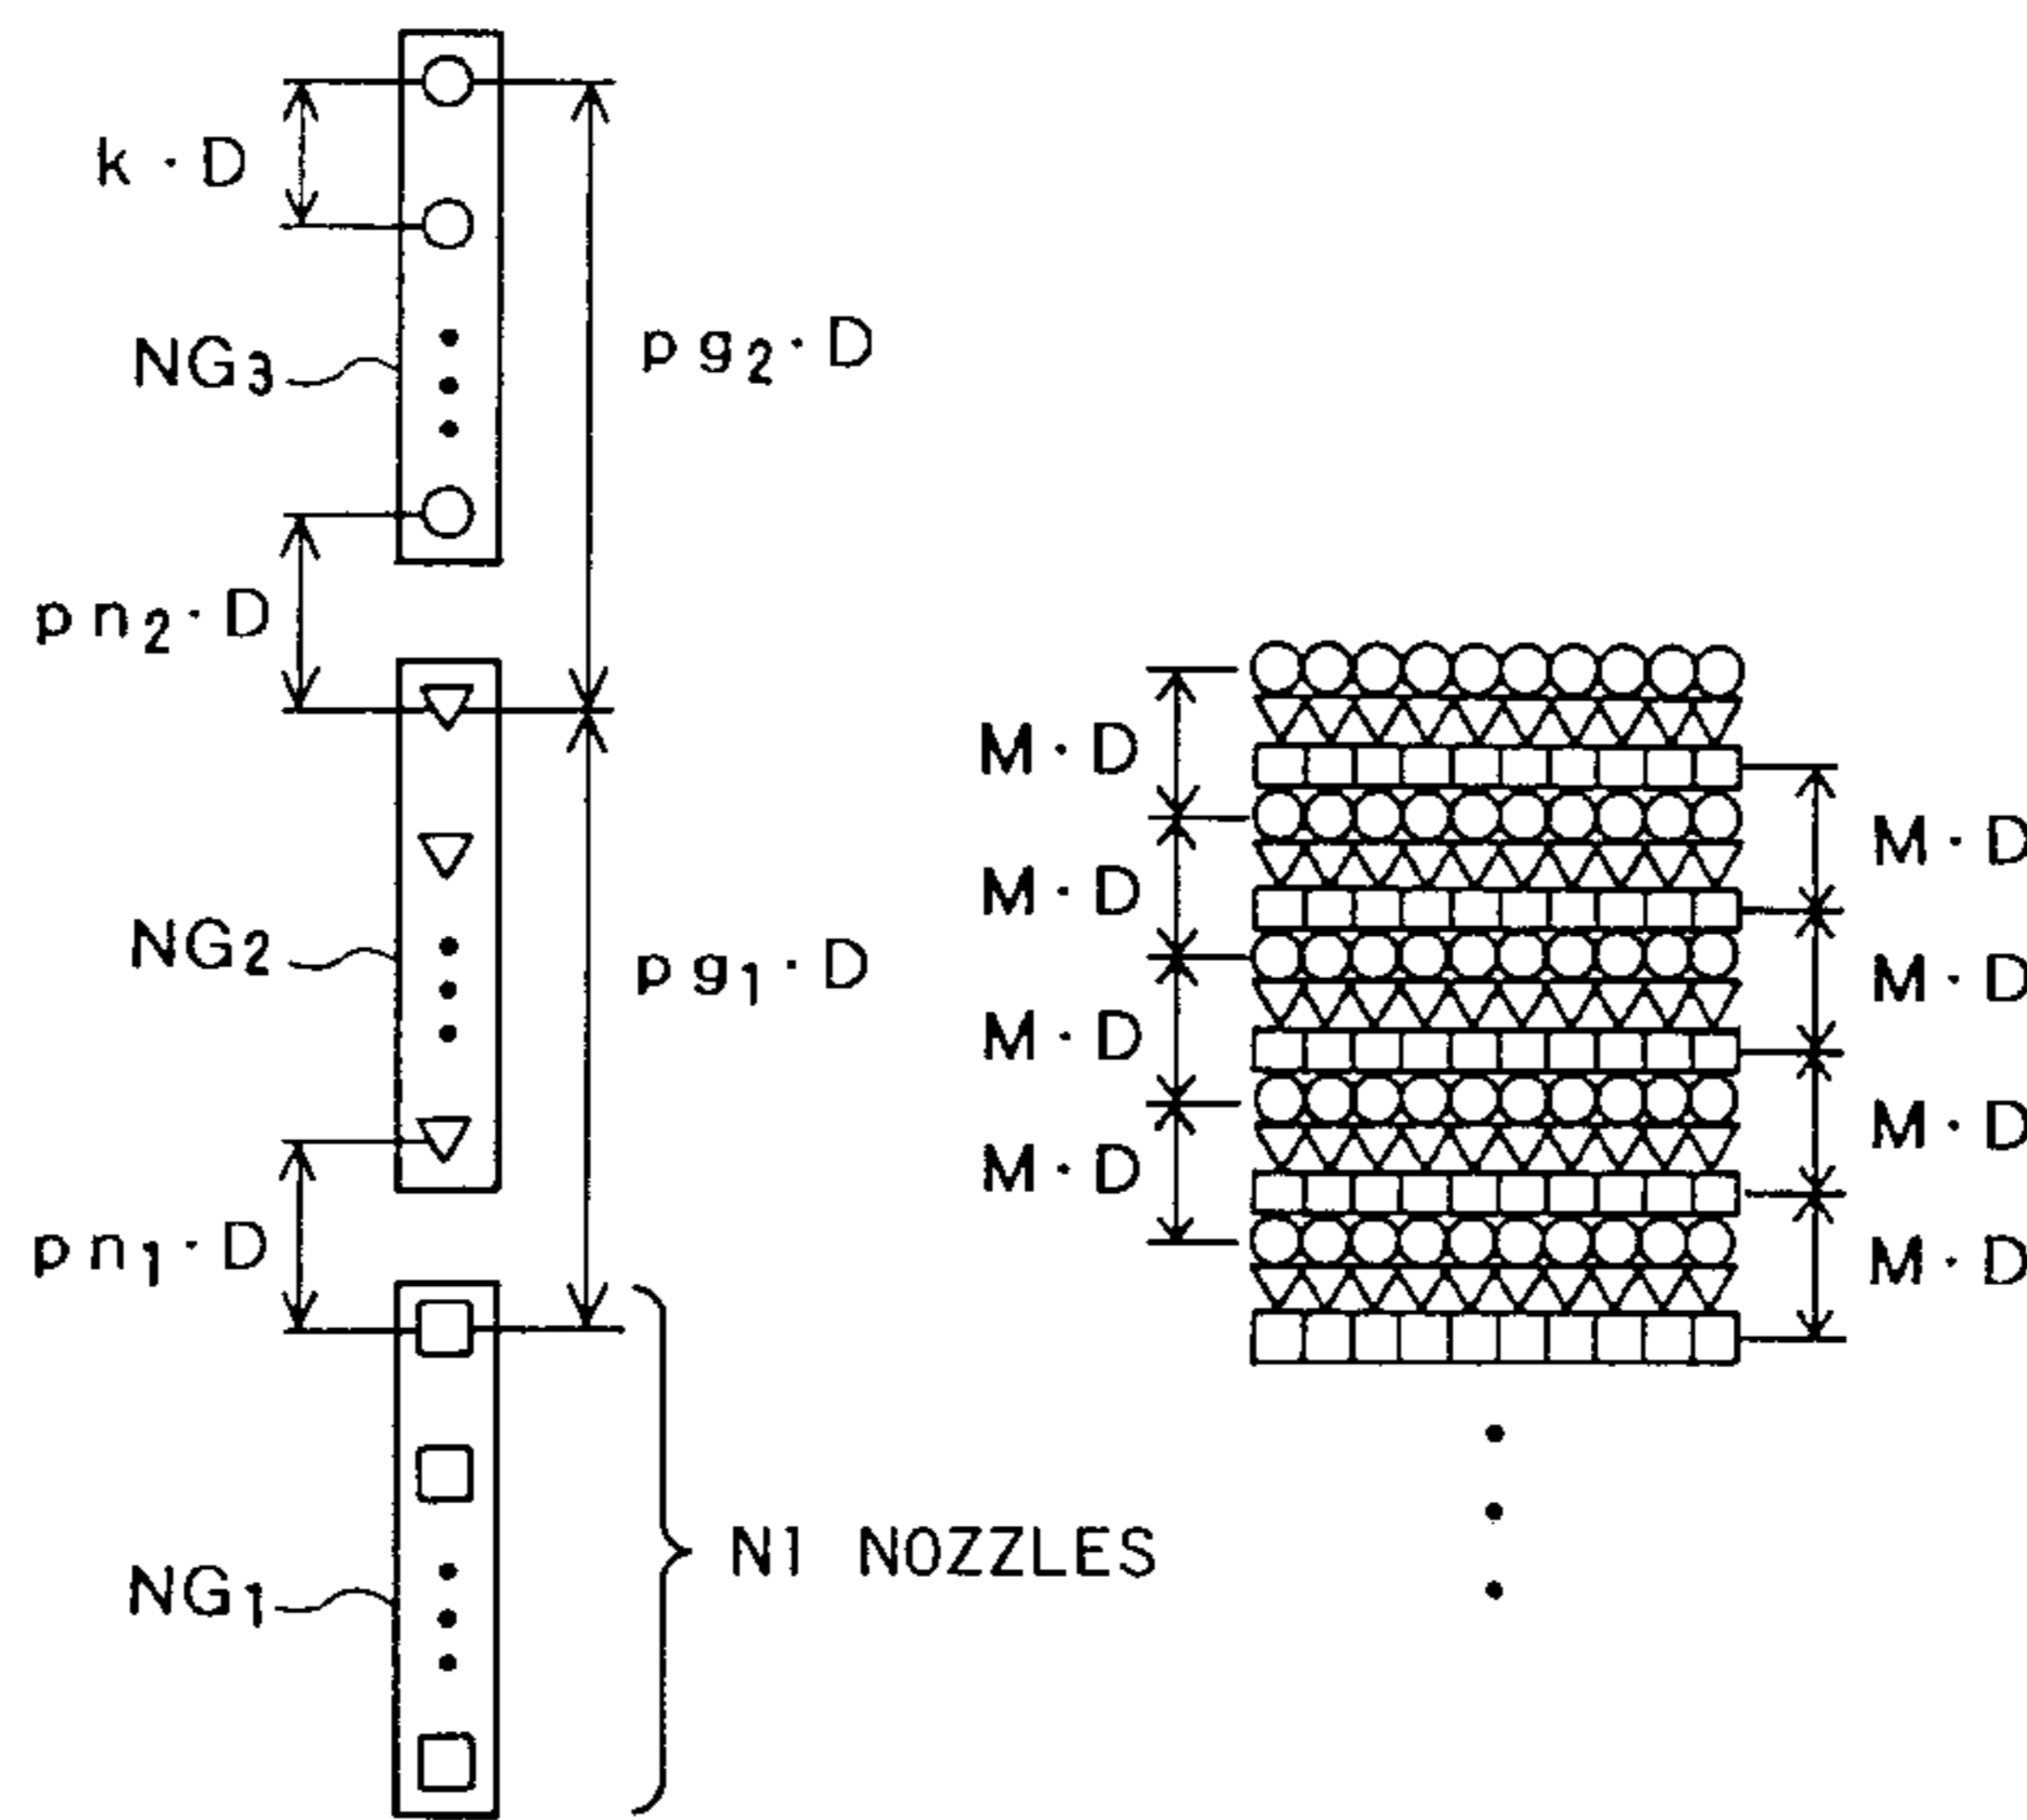 k · D
NG3
pg2 · D
pn2 · D
NG2
pg1 · D
pn1 · D
NG1
N1 NOZZLES
M · D
M · D
M · D
M · D
M · D
M · D
M · D
M · D